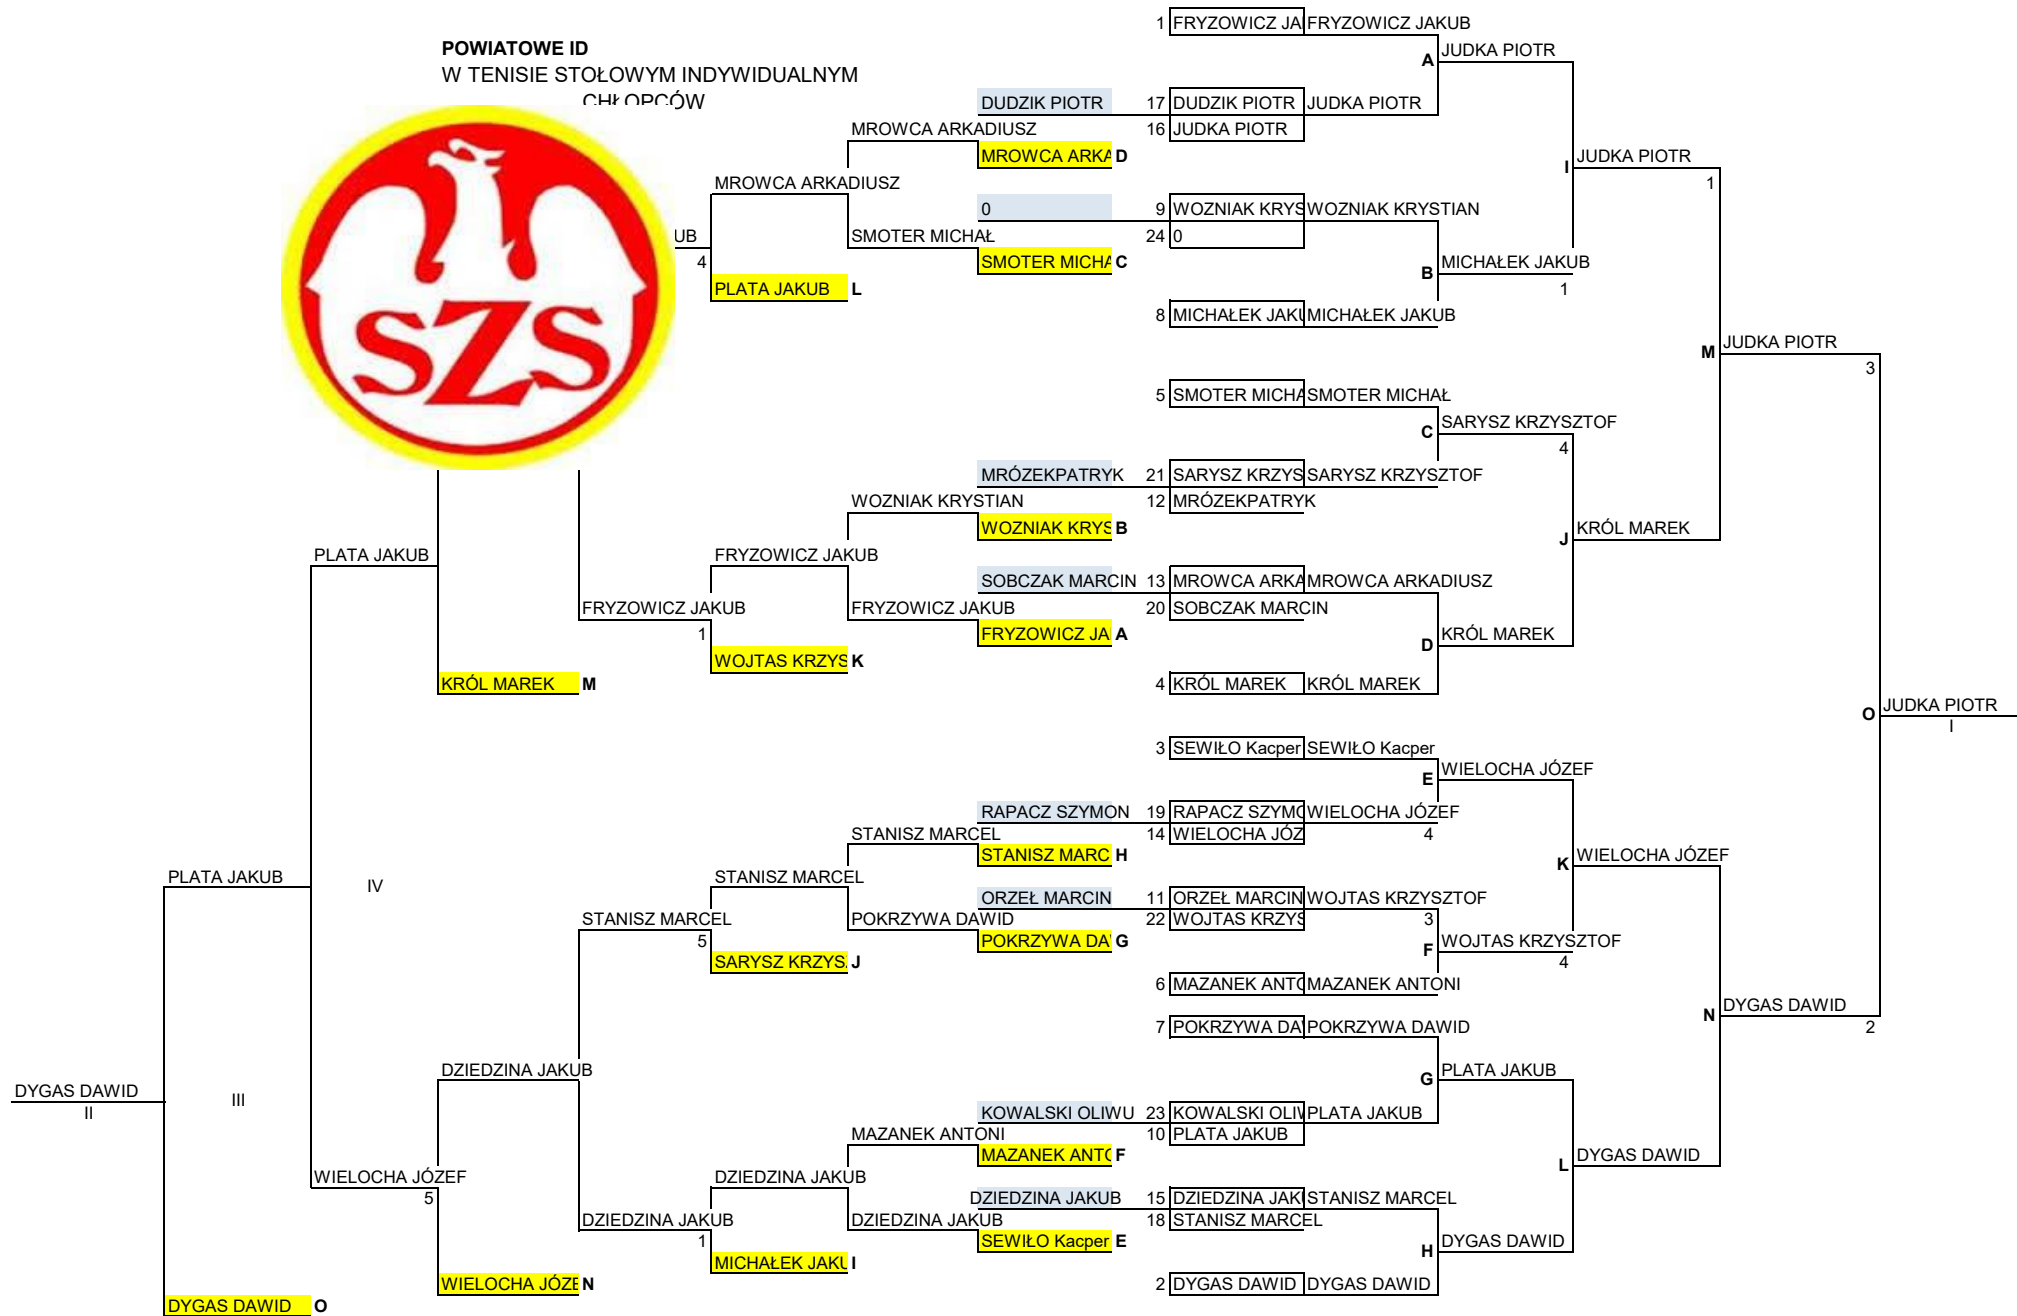 1 FRYZOWICZ JA FRYZOWICZ JAKUB
POWIATOWE ID
A JUDKA PIOTR
W TENISIE STOŁOWYM INDYWIDUALNYM
CHŁOPCÓW
DUDZIK PIOTR 17 DUDZIK PIOTR JUDKA PIOTR
MROWCA ARKADIUSZ 16 JUDKA PIOTR
MROWCA ARKA D I JUDKA PIOTR
MROWCA ARKADIUSZ 1
0 9 WOZNIAK KRYS WOZNIAK KRYSTIAN
UB SMOTER MICHAŁ 24 0
4 SMOTER MICHA C B MICHAŁEK JAKUB
PLATA JAKUB L 1
8 MICHAŁEK JAKU MICHAŁEK JAKUB
SZS
M JUDKA PIOTR
3
5 SMOTER MICHA SMOTER MICHAŁ
C SARYSZ KRZYSZTOF
4
MRÓZEKPATRYK 21 SARYSZ KRZYS SARYSZ KRZYSZTOF
WOZNIAK KRYSTIAN 12 MRÓZEKPATRYK
WOZNIAK KRYS B J KRÓL MAREK
PLATA JAKUB FRYZOWICZ JAKUB
SOBCZAK MARCIN 13 MROWCA ARKA MROWCA ARKADIUSZ
FRYZOWICZ JAKUB FRYZOWICZ JAKUB 20 SOBCZAK MARCIN
1 FRYZOWICZ JA A D KRÓL MAREK
WOJTAS KRZYS K
KRÓL MAREK M 4 KRÓL MAREK KRÓL MAREK
O JUDKA PIOTR
I
3 SEWIŁO Kacper SEWIŁO Kacper
E WIELOCHA JÓZEF
RAPACZ SZYMON 19 RAPACZ SZYMO WIELOCHA JÓZEF
STANISZ MARCEL 14 WIELOCHA JÓZ 4
STANISZ MARC H K WIELOCHA JÓZEF
PLATA JAKUB IV STANISZ MARCEL
ORZEŁ MARCIN 11 ORZEŁ MARCIN WOJTAS KRZYSZTOF
STANISZ MARCEL POKRZYWA DAWID 22 WOJTAS KRZYS 3
5 POKRZYWA DA G F WOJTAS KRZYSZTOF
SARYSZ KRZYS J 4
6 MAZANEK ANTO MAZANEK ANTONI
N DYGAS DAWID
7 POKRZYWA DA POKRZYWA DAWID 2
DZIEDZINA JAKUB G PLATA JAKUB
DYGAS DAWID III
II KOWALSKI OLIWU 23 KOWALSKI OLIW PLATA JAKUB
MAZANEK ANTONI 10 PLATA JAKUB
MAZANEK ANTO F L DYGAS DAWID
WIELOCHA JÓZEF DZIEDZINA JAKUB
5 DZIEDZINA JAKUB 15 DZIEDZINA JAK STANISZ MARCEL
DZIEDZINA JAKUB DZIEDZINA JAKUB 18 STANISZ MARCEL
1 SEWIŁO Kacper E H DYGAS DAWID
MICHAŁEK JAKU I
WIELOCHA JÓZE N 2 DYGAS DAWID DYGAS DAWID
DYGAS DAWID O